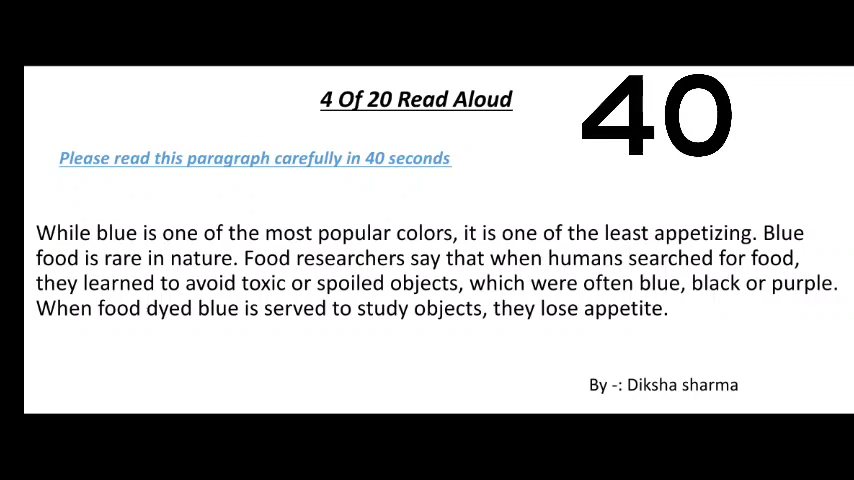 4 Of 20 Read Aloud
40
Please read this paragraph carefully in 40 seconds
While blue is one of the most popular colors, it is one of the least appetizing. Blue
food is rare in nature. Food researchers say that when humans searched for food,
they learned to avoid toxic or spoiled objects, which were often blue, black or purple.
When food dyed blue is served to study objects, they lose appetite.
By -: Diksha sharma